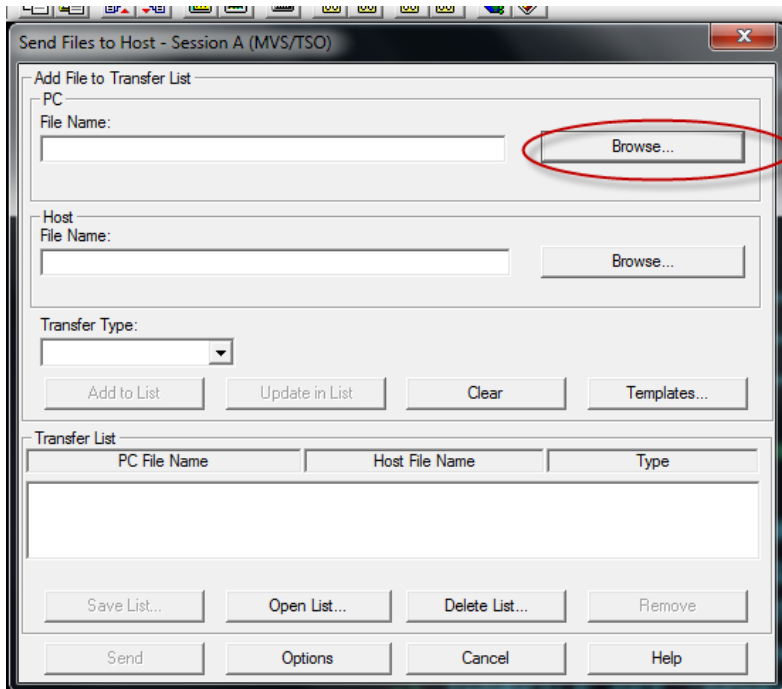 Send Files to Host - Session A (MVS/TSO)
Add File to Transfer List
PC
File Name:
Browse...
Host
File Name:
Browse...
Transfer Type:
Add to List Update in List Clear Templates...
Transfer List
PC File Name Host File Name Type
Save List... Open List... Delete List... Remove
Send Options Cancel Help